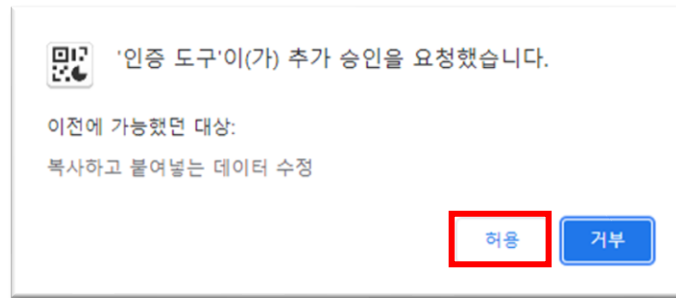 '인증 도구'이(가) 추가 승인을 요청했습니다.
이전에 가능했던 대상:
복사하고 붙여넣는 데이터 수정
허용 거부